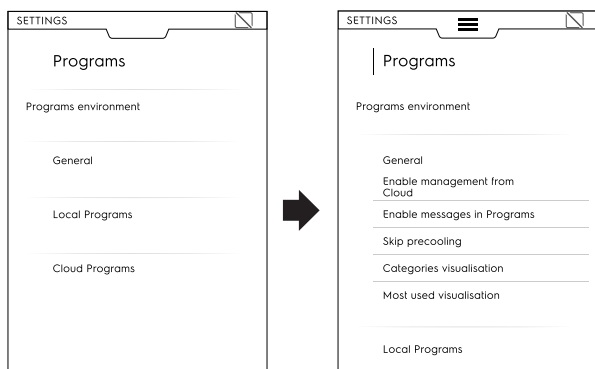 SETTINGS
Programs
Programs environment
General
Local Programs
Cloud Programs
SETTINGS
Programs
Programs environment
General
Enable management from
Cloud
Enable messages in Programs
Skip precooling
Categories visualisation
Most used visualisation
Local Programs